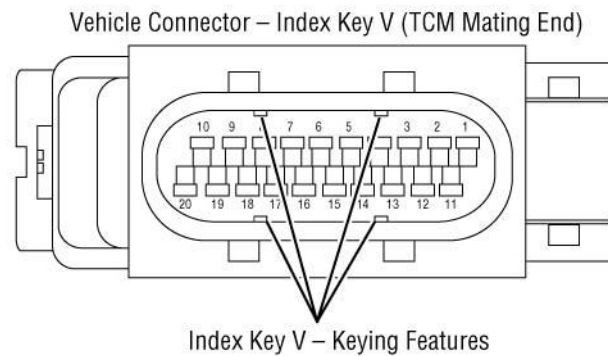 Vehicle Connector – Index Key V (TCM Mating End)
10 9 8 7 6 5 3 2 1
20 19 18 17 16 15 14 13 12 11
Index Key V – Keying Features